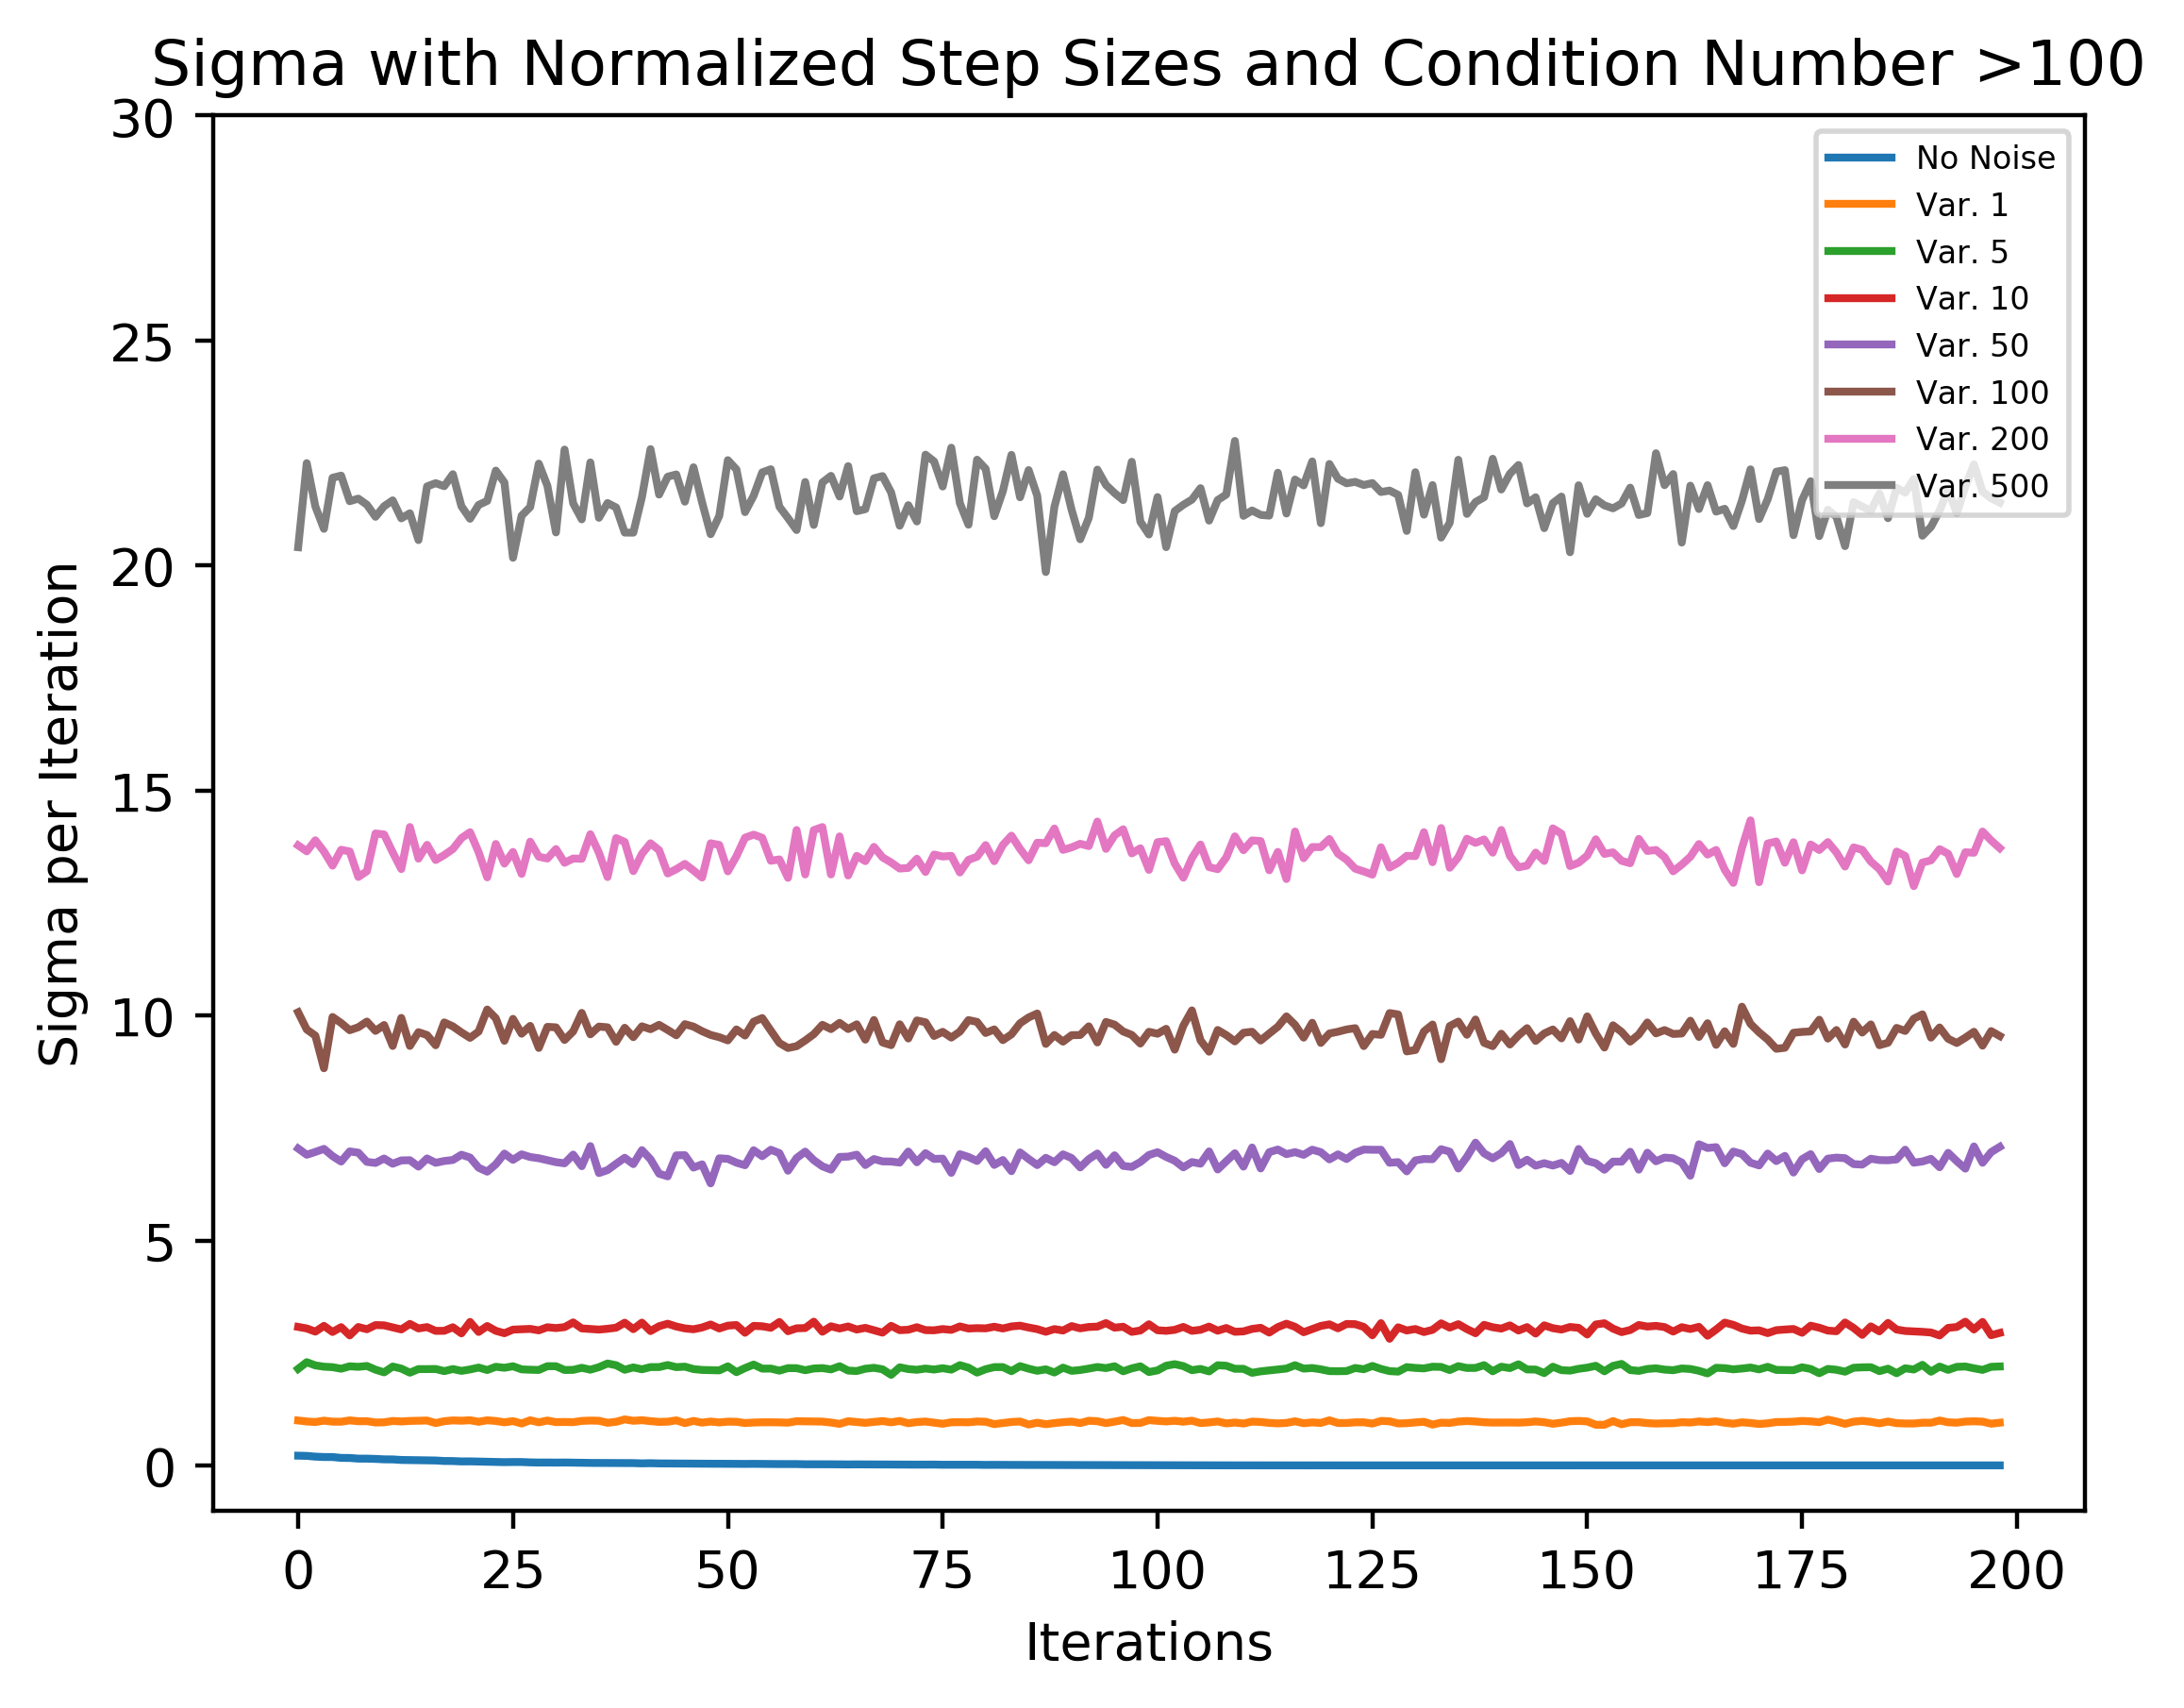 Sigma with Normalized Step Sizes and Condition Number >100
30
25
20
15
10
5
0
Sigma per Iteration
No Noise
Var. 1
Var. 5
Var. 10
Var. 50
Var. 100
Var. 200
Var. 500
0 25 50 75 100 125 150 175 200
Iterations